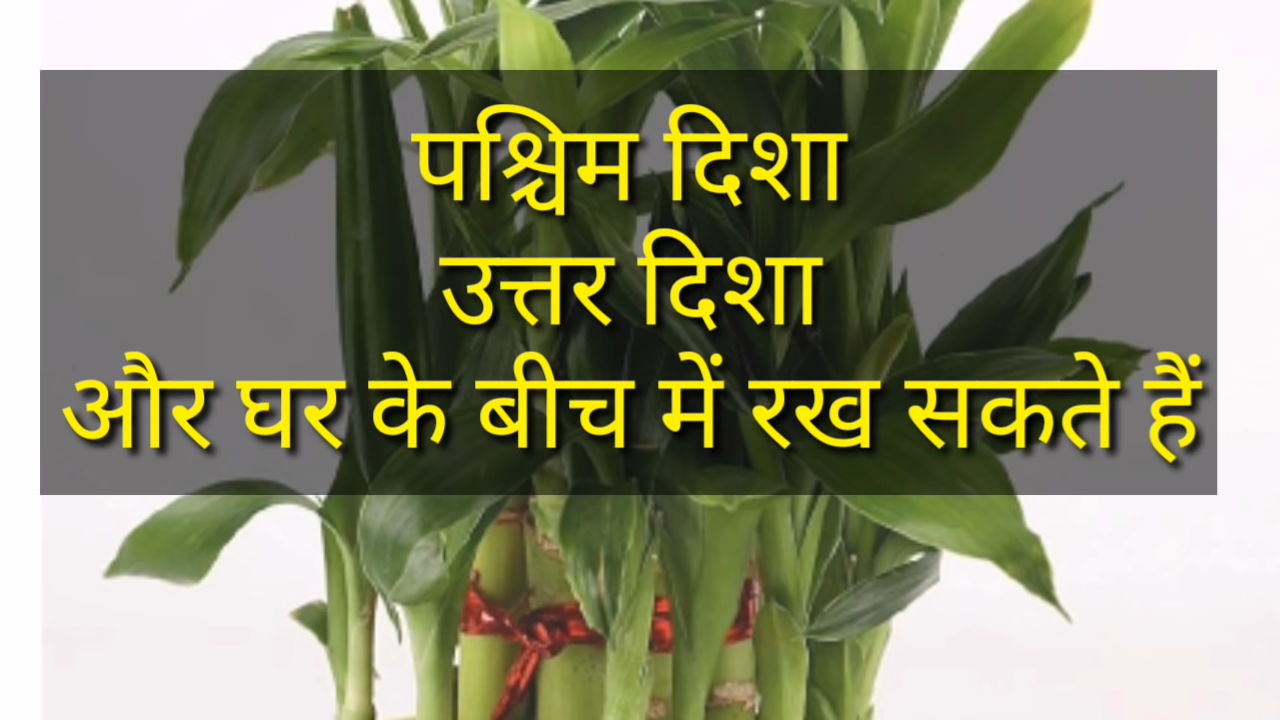 पश्चिम दिशा
उत्तर दिशा
और घर के बीच में रख सकते हैं